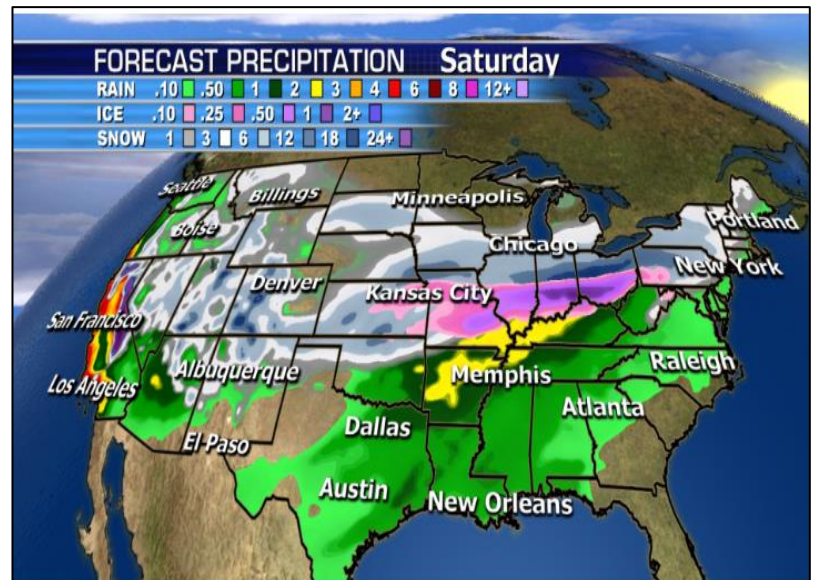 FORECAST PRECIPITATION Saturday
RAIN .10 .50 1 2 3 4 6 8 12+
ICE .10 .25 .50 1 2+
SNOW 1 3 6 12 18 24+
Seattle
Billings
Minneapolis
Portland
Boise
Chicago
New York
Denver
Kansas City
San Francisco
Raleigh
Los Angeles
Albuquerque
Memphis
Atlanta
El Paso
Dallas
Austin
New Orleans